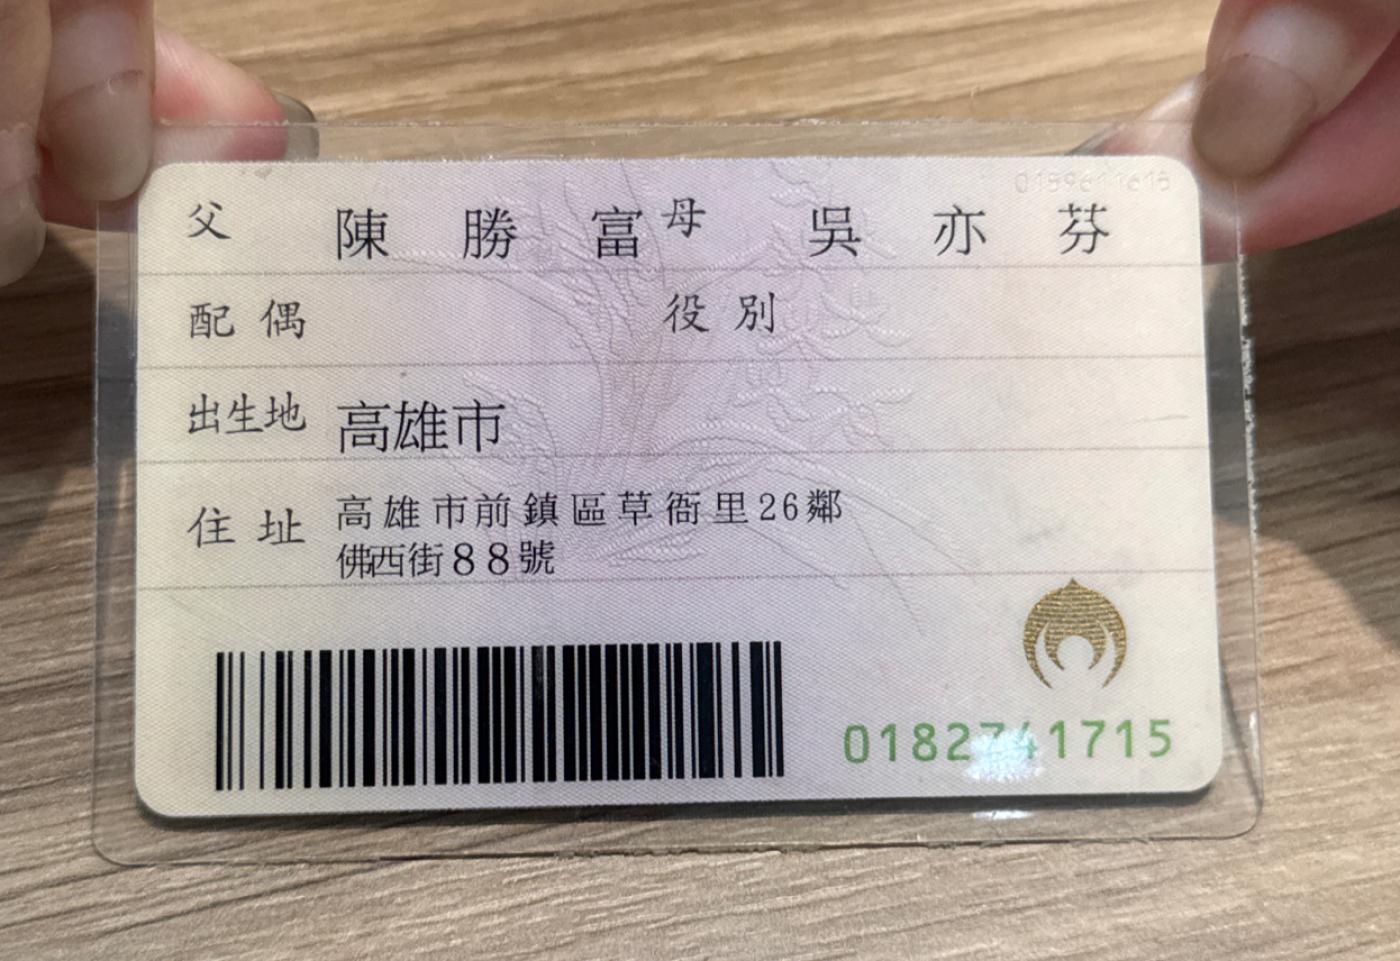 父 陳勝富 母 吳亦芬
配偶 役別
出生地 高雄市
住址 高雄市前鎮區草衙里26鄰
佛西街88號